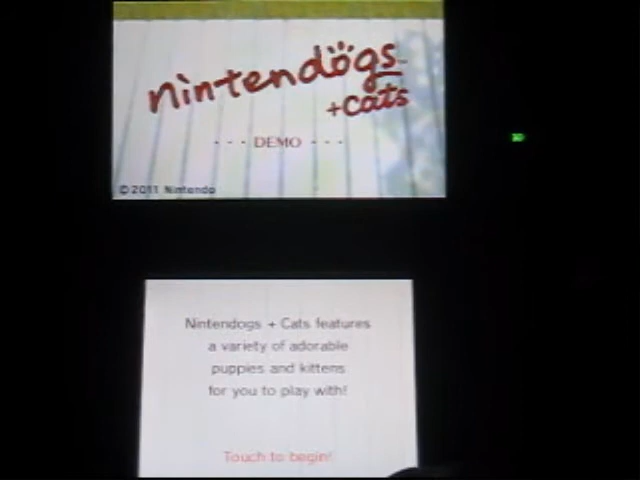 nintendogs
+cats
--- DEMO ---
©2011 Nintendo
Nintendogs + Cats features
a variety of adorable
puppies and kittens
for you to play with!
Touch to begin!